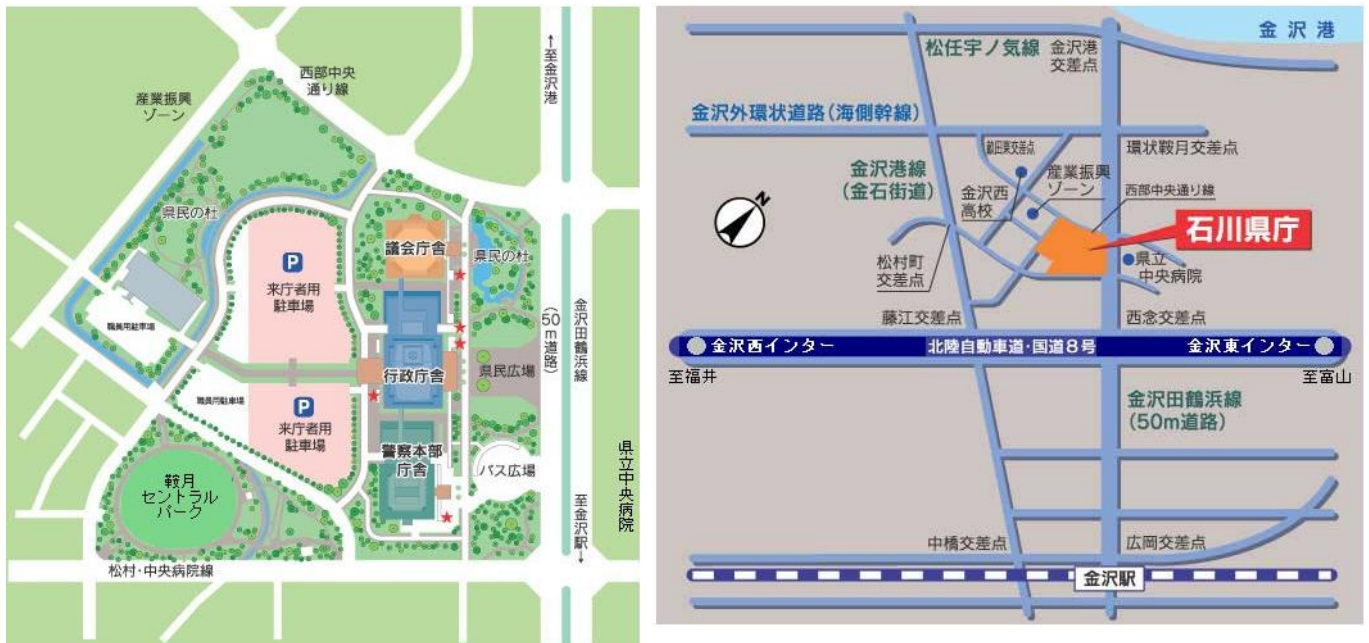 西部中央
通り線
産業振興
ゾーン
↑至金沢港
県民の杜
議会庁舎
県民の杜
P
来庁者用
駐車場
職員用駐車場
行政庁舎
県民広場
(50m道路)
金沢田鶴浜線
職員用駐車場
P
来庁者用
駐車場
警察本部
庁舎
バス広場
県立中央病院
鞍月
セントラル
パーク
至金沢駅↓
松村・中央病院線
金沢港
松任宇ノ気線
金沢港
交差点
金沢外環状道路(海側幹線)
畝田東交差点
環状鞍月交差点
金沢港線
(金石街道)
産業振興
ゾーン
金沢西
高校
西部中央通り線
N
石川県庁
松村町
交差点
県立
中央病院
藤江交差点
西念交差点
金沢西インター
北陸自動車道・国道8号
金沢東インター
至福井
至富山
金沢田鶴浜線
(50m道路)
中橋交差点
広岡交差点
金沢駅